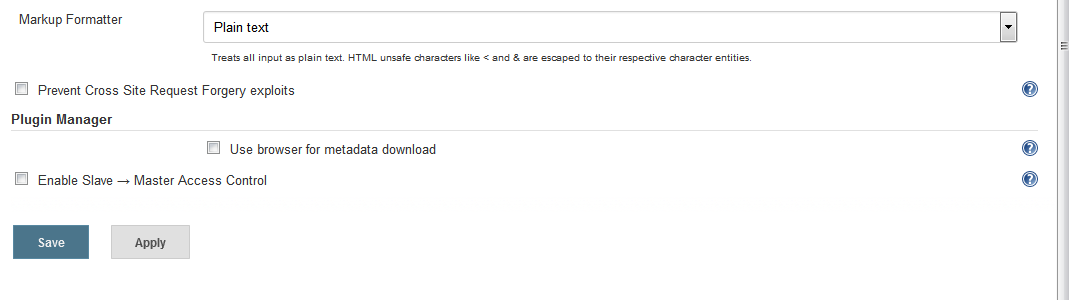 Markup Formatter
Plain text
Treats all input as plain text. HTML unsafe characters like < and & are escaped to their respective character entities.
Prevent Cross Site Request Forgery exploits
Plugin Manager
Use browser for metadata download
Enable Slave → Master Access Control
Save Apply